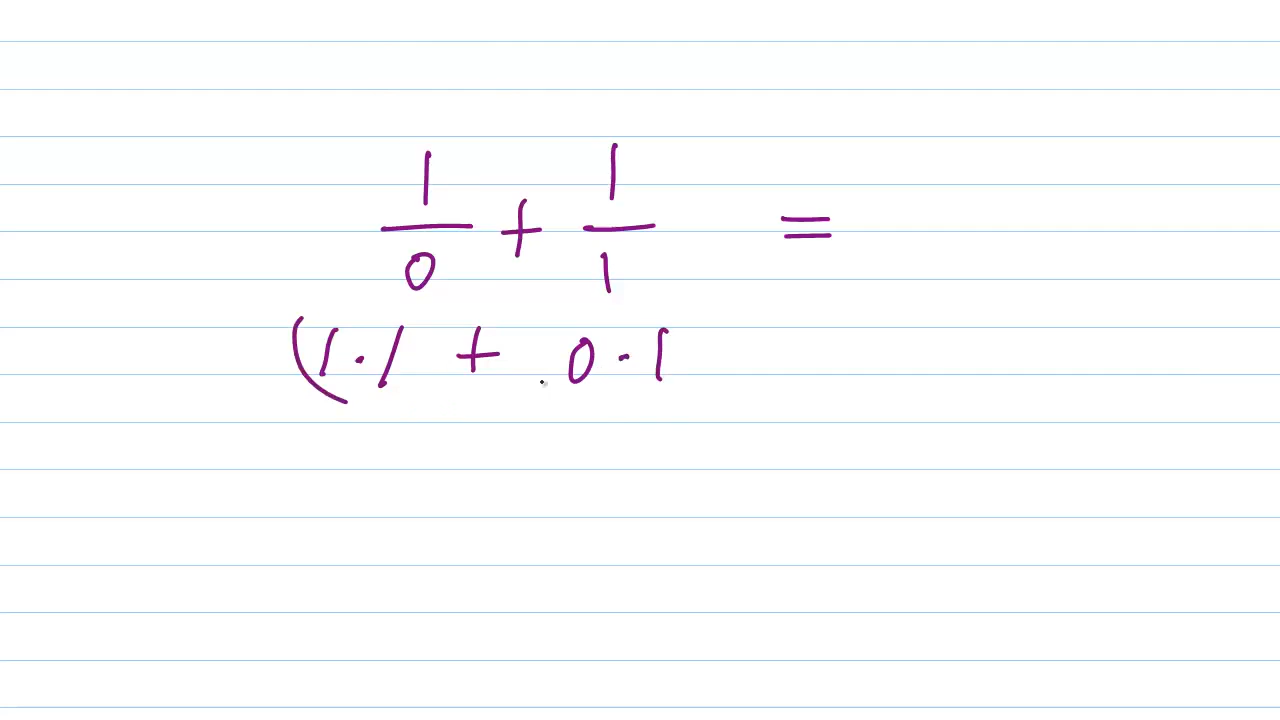 1/0 + 1/1 =
(1·1 + 0·1